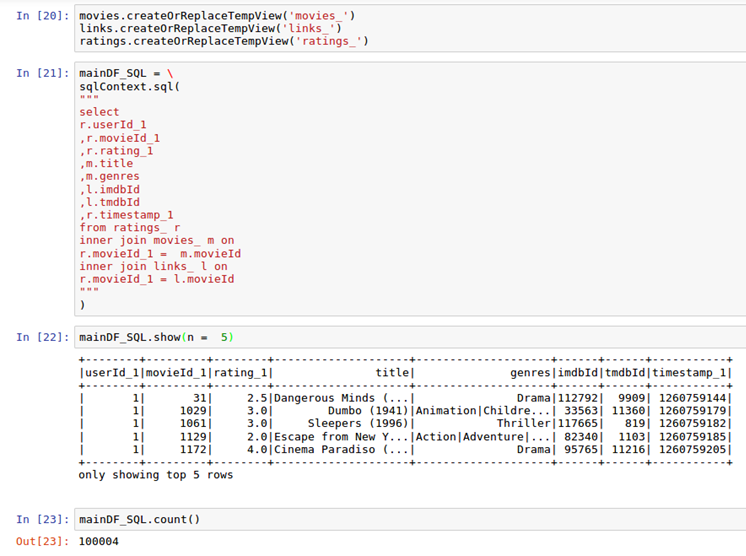 In [20]: movies.createOrReplaceTempView('movies_')
links.createOrReplaceTempView('links_')
ratings.createOrReplaceTempView('ratings_')
In [21]: mainDF_SQL = \
sqlContext.sql(
"""
select
r.userId_1
,r.movieId_1
,r.rating_1
,m.title
,m.genres
,l.imdbId
,l.tmdbId
,r.timestamp_1
from ratings_ r
inner join movies_ m on
r.movieId_1 =  m.movieId
inner join links_ l on
r.movieId_1 = l.movieId
"""
)
In [22]: mainDF_SQL.show(n =  5)
+--------+---------+--------+--------------------+--------------------+------+------+-----------+
|userId_1|movieId_1|rating_1|               title|              genres|imdbId|tmdbId|timestamp_1|
+--------+---------+--------+--------------------+--------------------+------+------+-----------+
|       1|       31|     2.5|Dangerous Minds (...|               Drama|112792|  9909| 1260759144|
|       1|     1029|     3.0|        Dumbo (1941)|Animation|Childre...| 33563| 11360| 1260759179|
|       1|     1061|     3.0|     Sleepers (1996)|            Thriller|117665|   819| 1260759182|
|       1|     1129|     2.0|Escape from New Y...|Action|Adventure|...| 82340|  1103| 1260759185|
|       1|     1172|     4.0|Cinema Paradiso (...|               Drama| 95765| 11216| 1260759205|
+--------+---------+--------+--------------------+--------------------+------+------+-----------+
only showing top 5 rows
In [23]: mainDF_SQL.count()
Out[23]: 100004